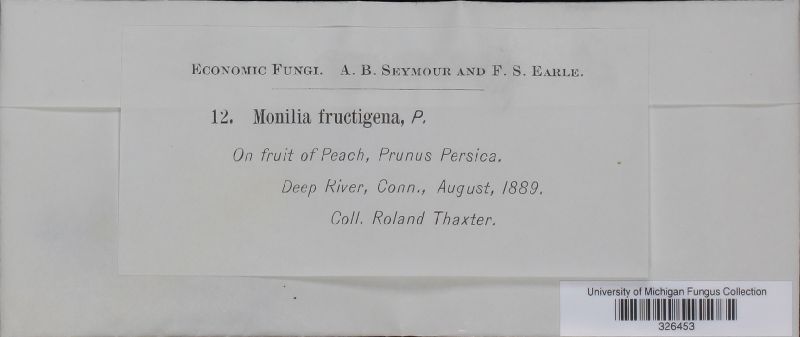 Economic Fungi. A. B. Seymour and F. S. Earle.
12. Monilia fructigena, P.
On fruit of Peach, Prunus Persica.
Deep River, Conn., August, 1889.
Coll. Roland Thaxter.
University of Michigan Fungus Collection
326453